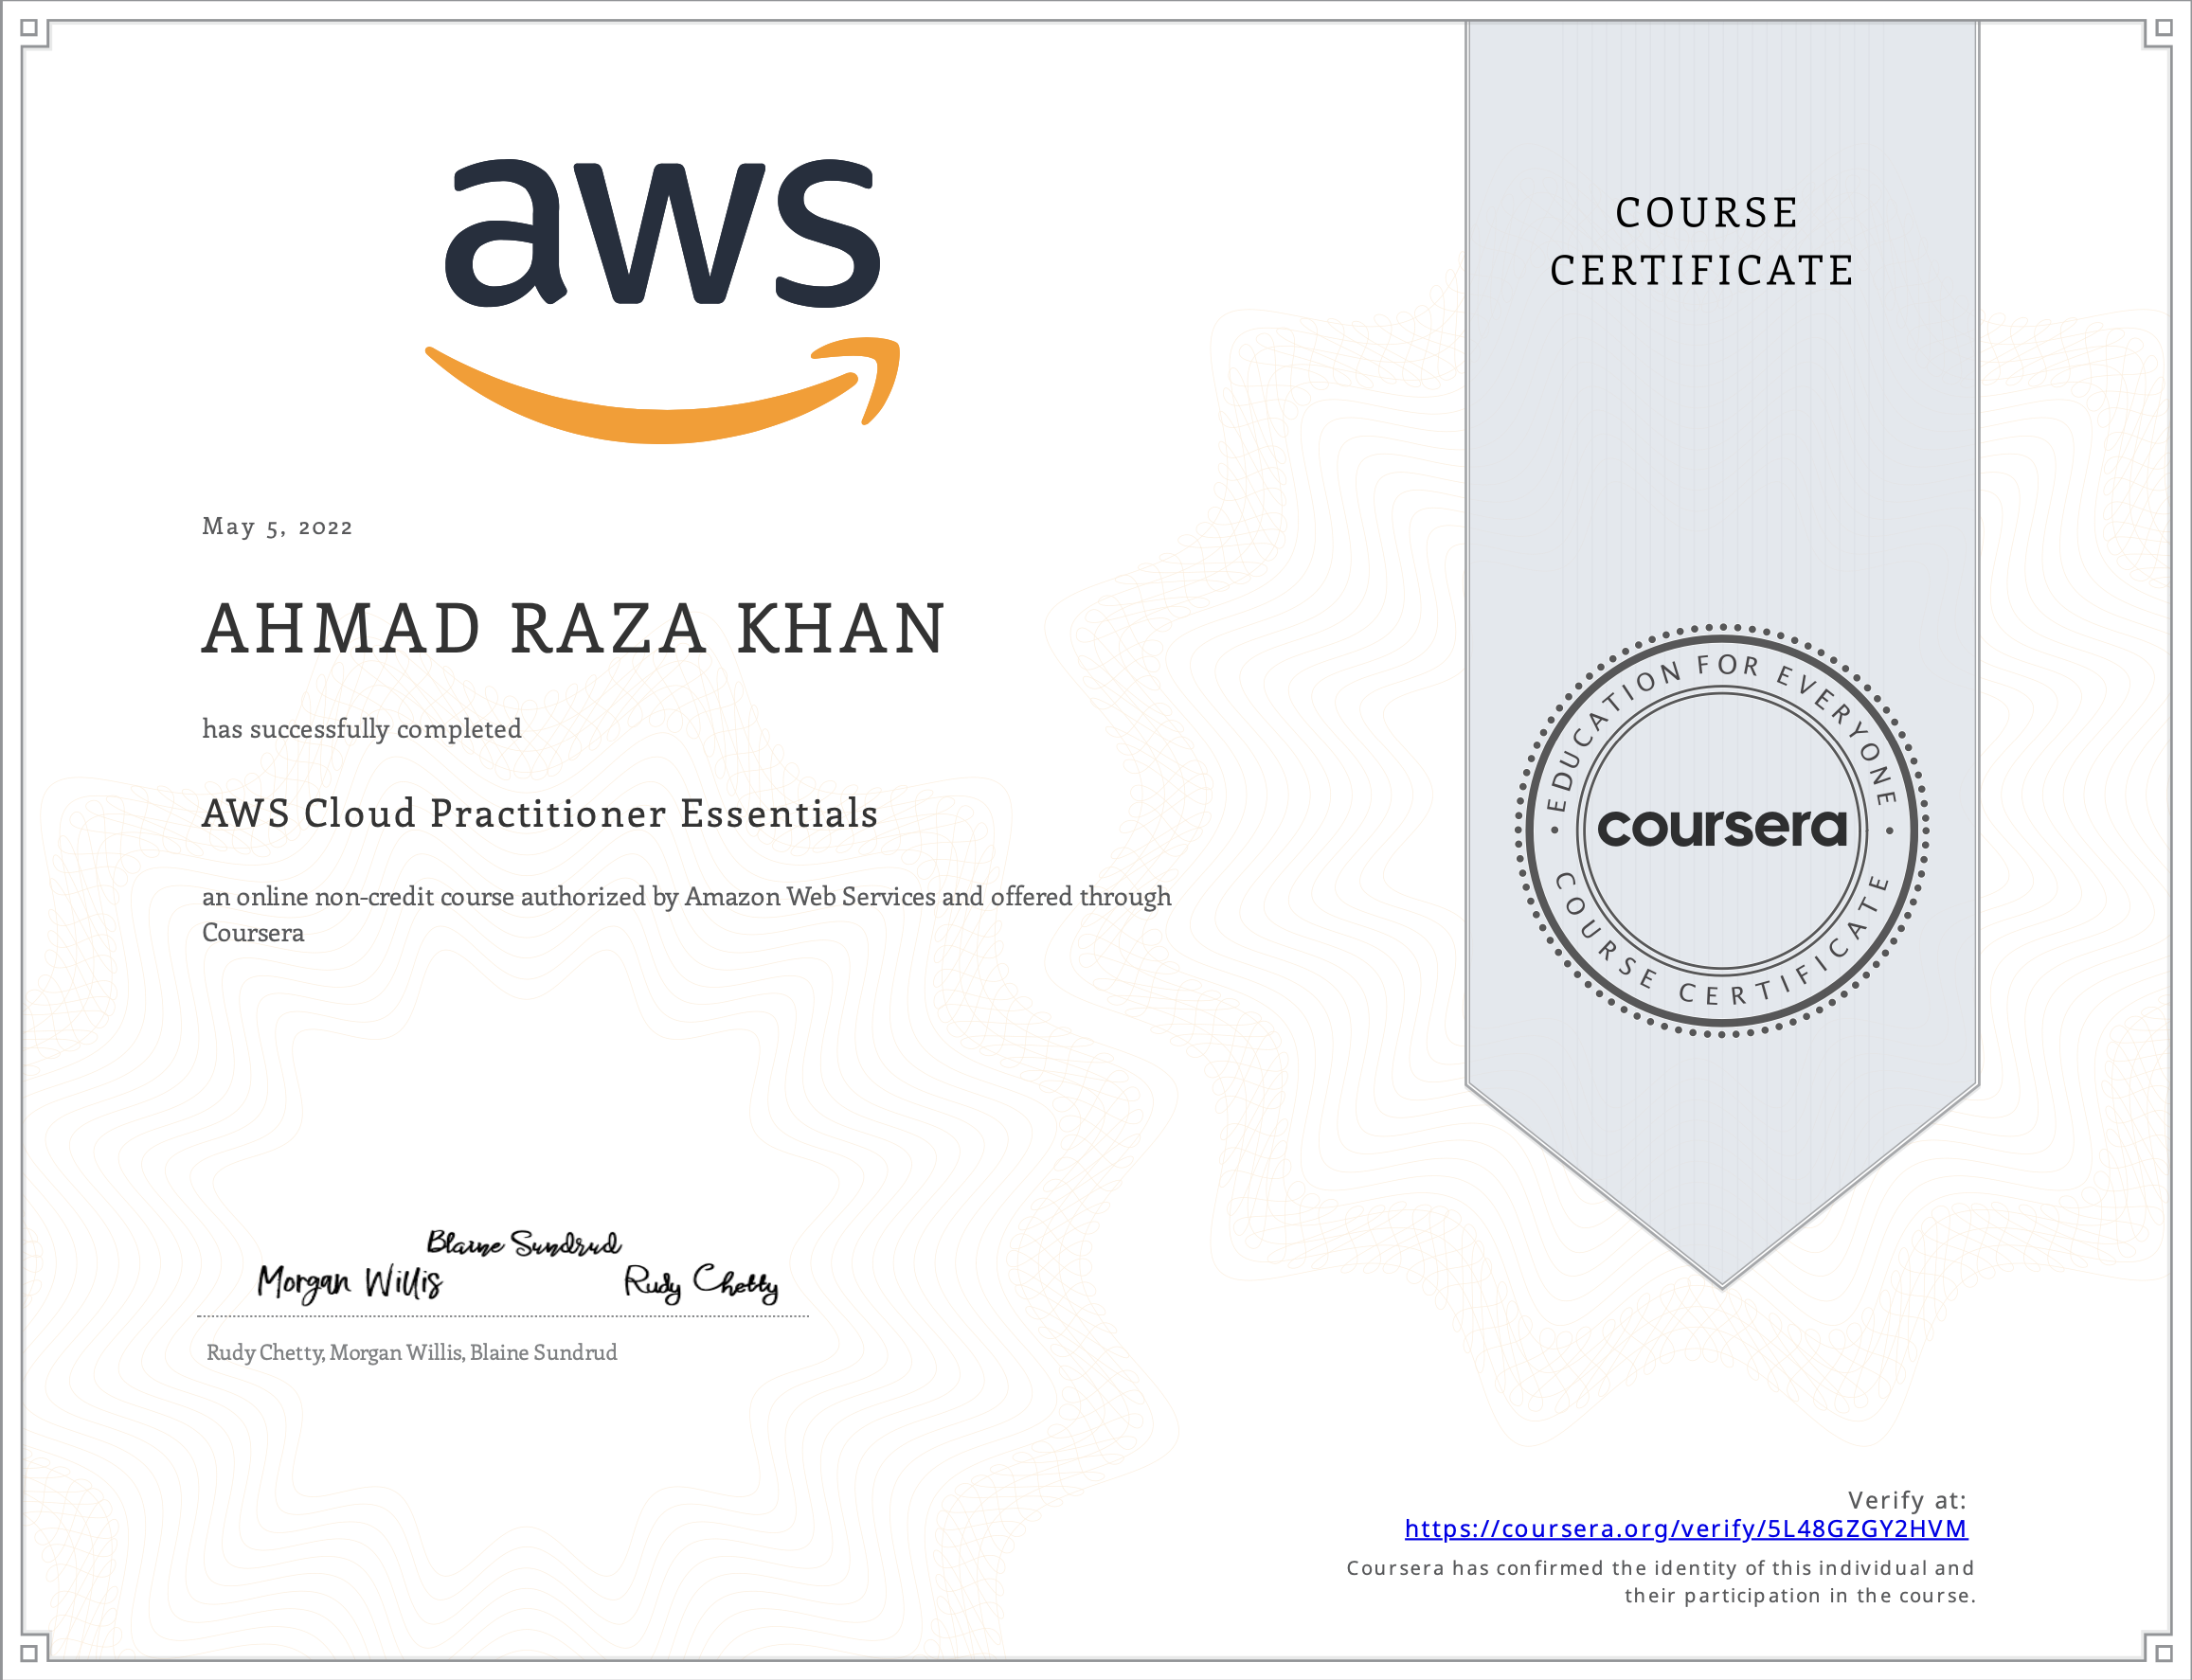 aws
COURSE
CERTIFICATE
May 5, 2022
AHMAD RAZA KHAN
has successfully completed
AWS Cloud Practitioner Essentials
an online non-credit course authorized by Amazon Web Services and offered through
Coursera
EDUCATION FOR EVERYONE
coursera
COURSE CERTIFICATE
Blaine Sundrud
Morgan Willis
Rudy Chetty
Rudy Chetty, Morgan Willis, Blaine Sundrud
Verify at:
https://coursera.org/verify/5L48GZGY2HVM
Coursera has confirmed the identity of this individual and
their participation in the course.